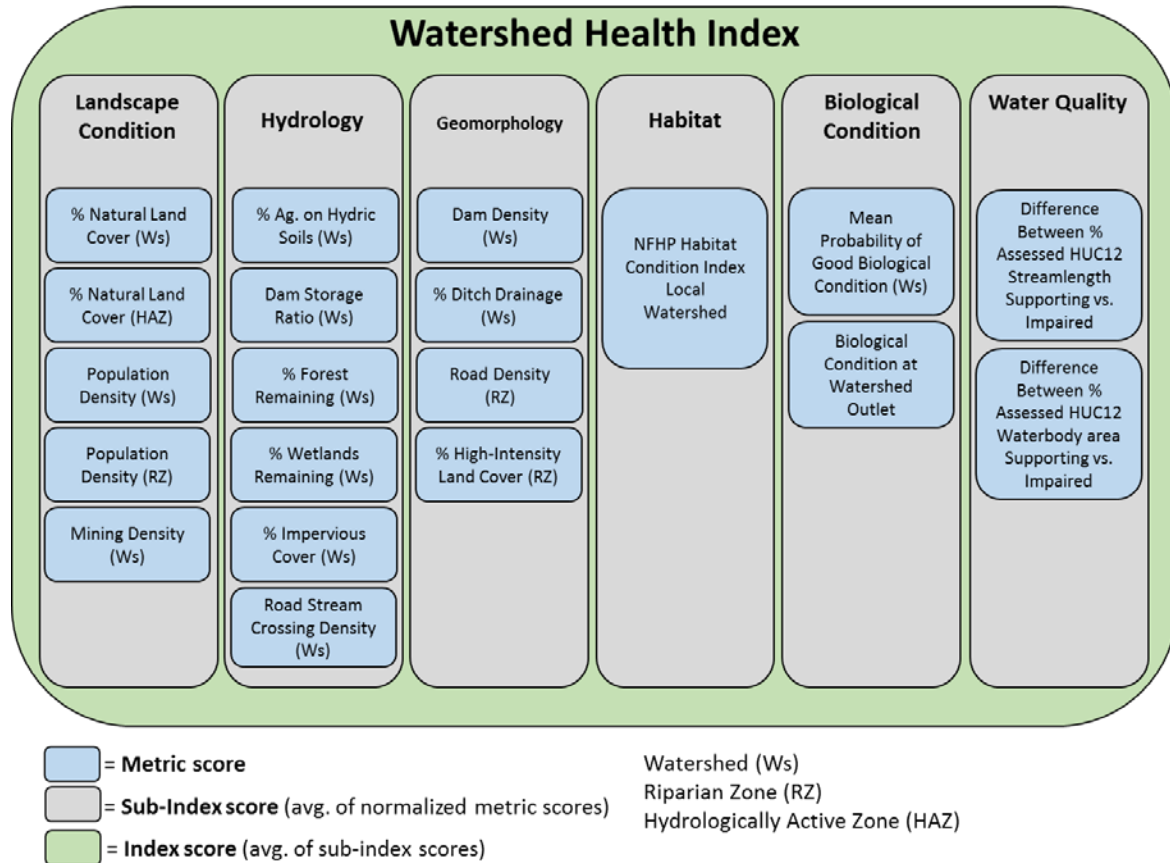 Watershed Health Index
Landscape
Condition
% Natural Land
Cover (Ws)
% Natural Land
Cover (HAZ)
Population
Density (Ws)
Population
Density (RZ)
Mining Density
(Ws)
Hydrology
% Ag. on Hydric
Soils (Ws)
Dam Storage
Ratio (Ws)
% Forest
Remaining (Ws)
% Wetlands
Remaining (Ws)
% Impervious
Cover (Ws)
Road Stream
Crossing Density
(Ws)
Geomorphology
Dam Density
(Ws)
% Ditch Drainage
(Ws)
Road Density
(RZ)
% High-Intensity
Land Cover (RZ)
Habitat
NFHP Habitat
Condition Index
Local
Watershed
Biological
Condition
Mean
Probability of
Good Biological
Condition (Ws)
Biological
Condition at
Watershed
Outlet
Water Quality
Difference
Between %
Assessed HUC12
Streamlength
Supporting vs.
Impaired
Difference
Between %
Assessed HUC12
Waterbody area
Supporting vs.
Impaired
= Metric score
= Sub-Index score (avg. of normalized metric scores)
= Index score (avg. of sub-index scores)
Watershed (Ws)
Riparian Zone (RZ)
Hydrologically Active Zone (HAZ)